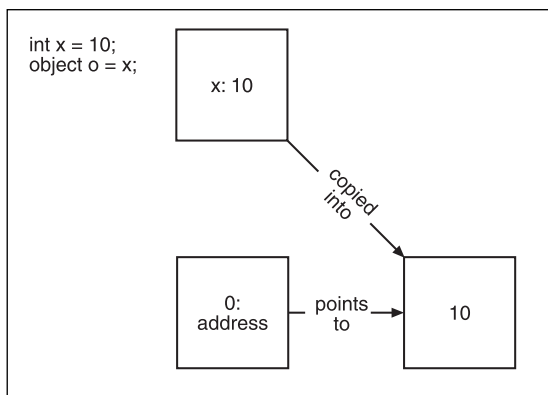 int x = 10;
object o = x;
x: 10
copied
into
0:
address
points
to
10